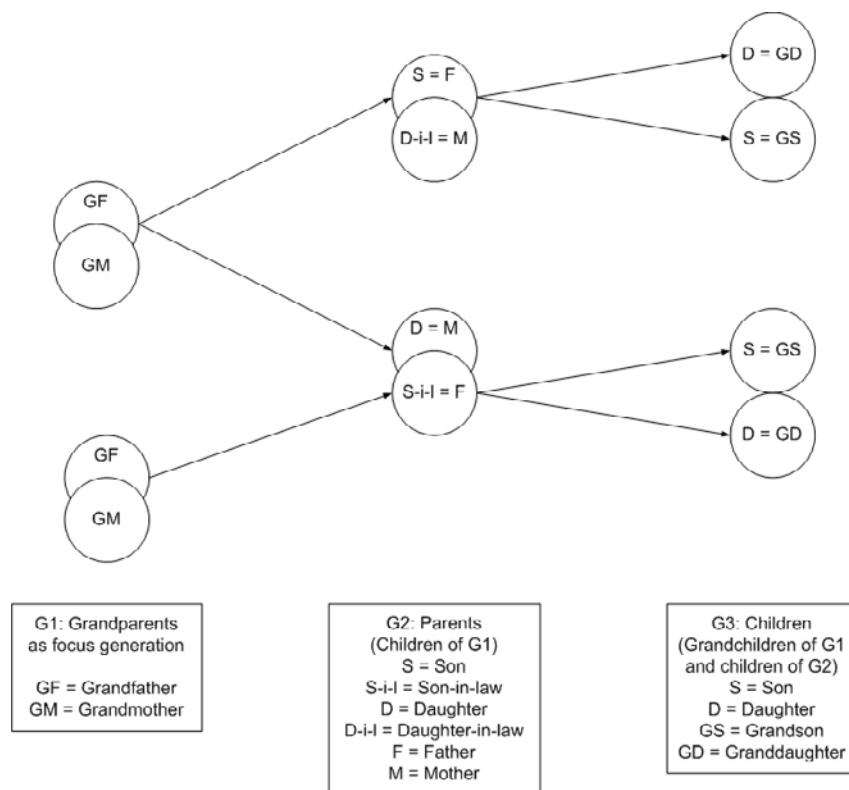 D = GD
S = F
D-i-l = M
S = GS
GF
GM
D = M
S = GS
S-i-l = F
D = GD
GF
GM
G1: Grandparents
as focus generation
GF = Grandfather
GM = Grandmother
G2: Parents
(Children of G1)
S = Son
S-i-l = Son-in-law
D = Daughter
D-i-l = Daughter-in-law
F = Father
M = Mother
G3: Children
(Grandchildren of G1
and children of G2)
S = Son
D = Daughter
GS = Grandson
GD = Granddaughter